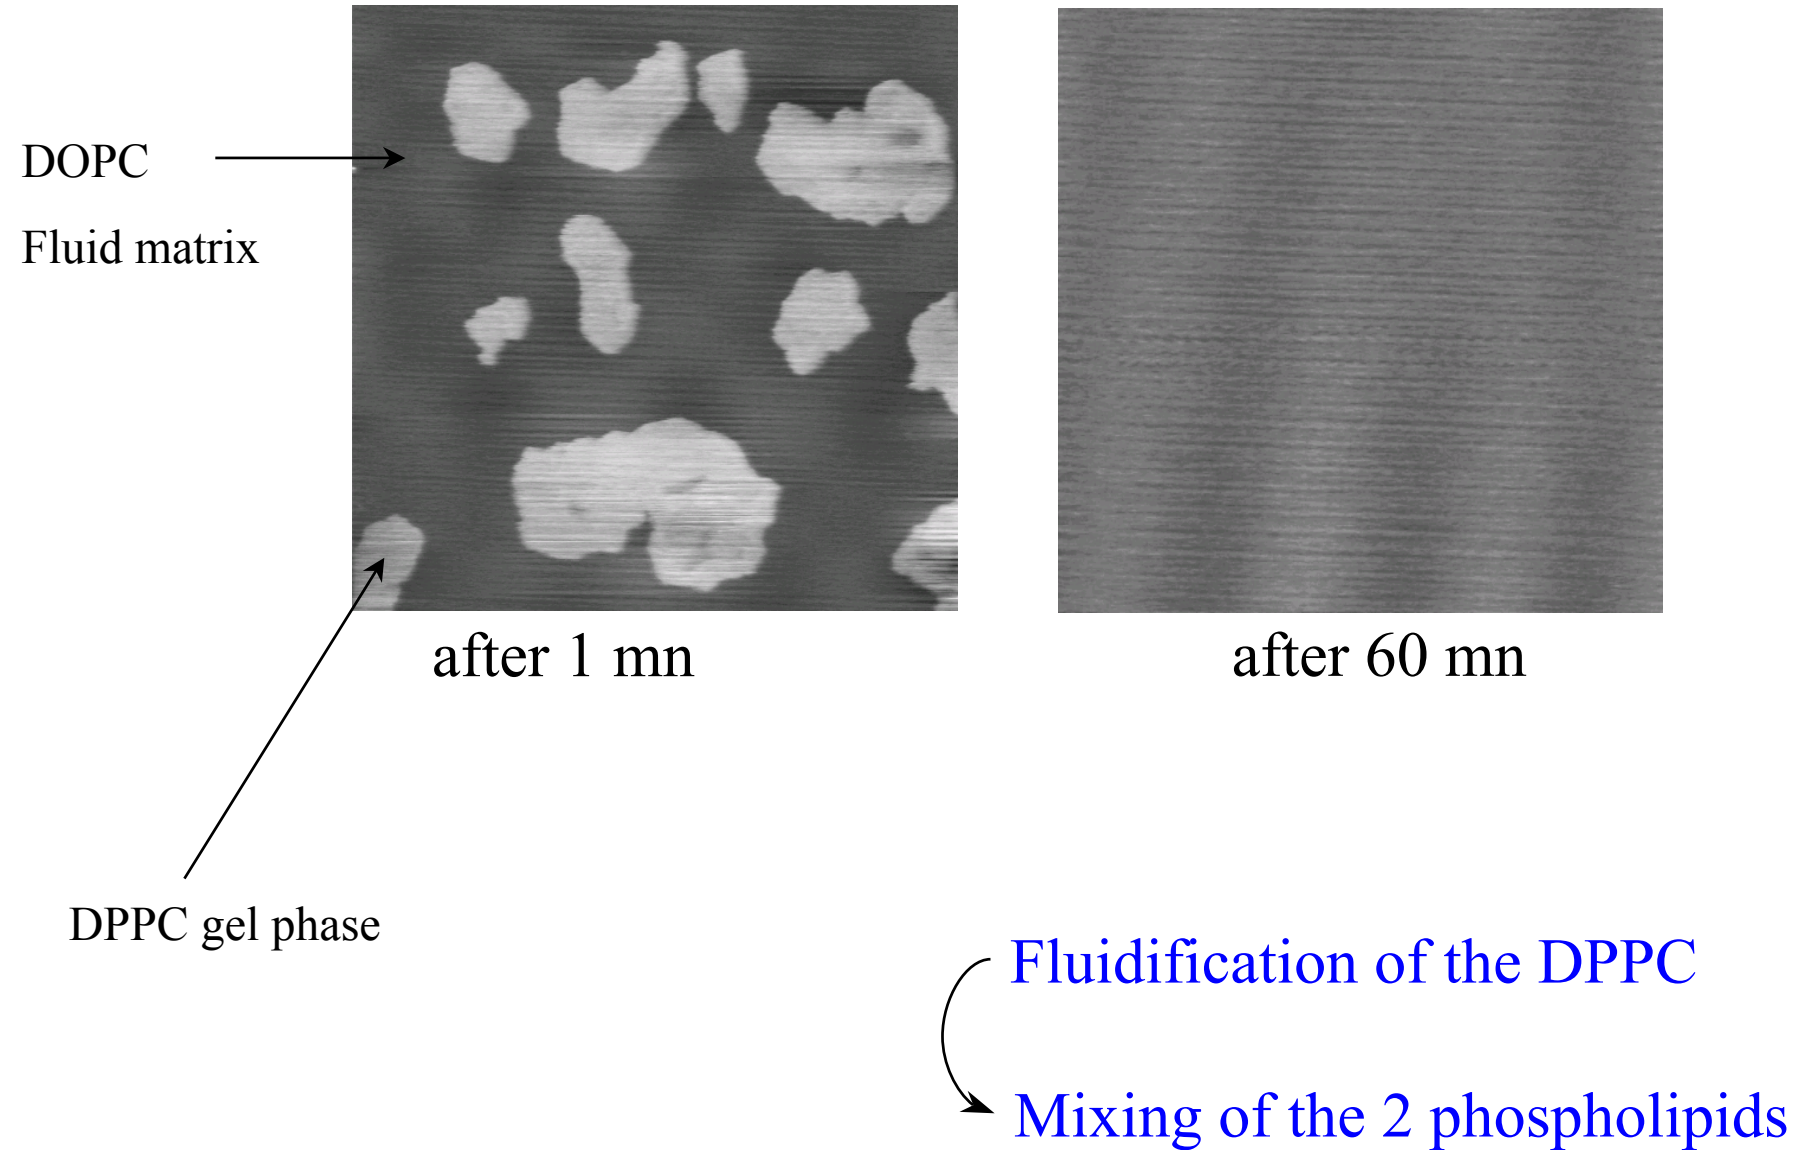 DOPC
Fluid matrix
after 1 mn
after 60 mn
DPPC gel phase
Fluidification of the DPPC
Mixing of the 2 phospholipids